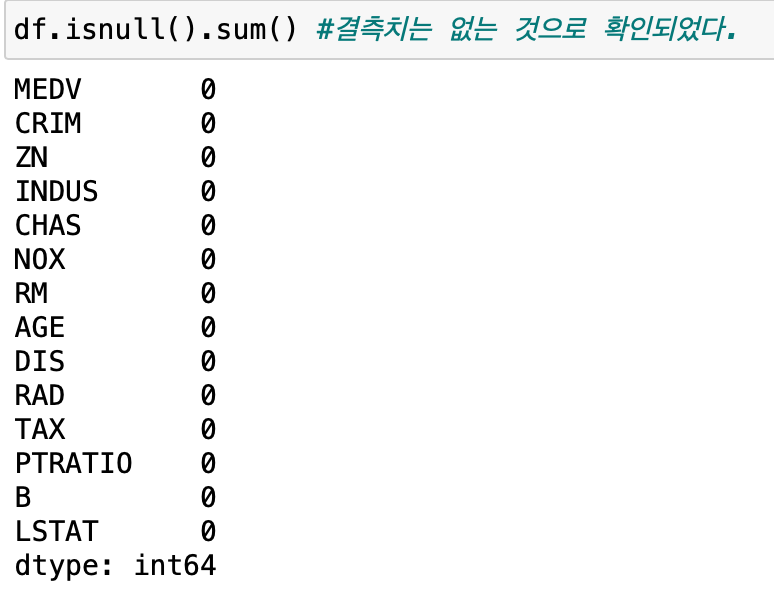 df.isnull().sum() #결측치는 없는 것으로 확인되었다.
MEDV 0
CRIM 0
ZN 0
INDUS 0
CHAS 0
NOX 0
RM 0
AGE 0
DIS 0
RAD 0
TAX 0
PTRATIO 0
B 0
LSTAT 0
dtype: int64